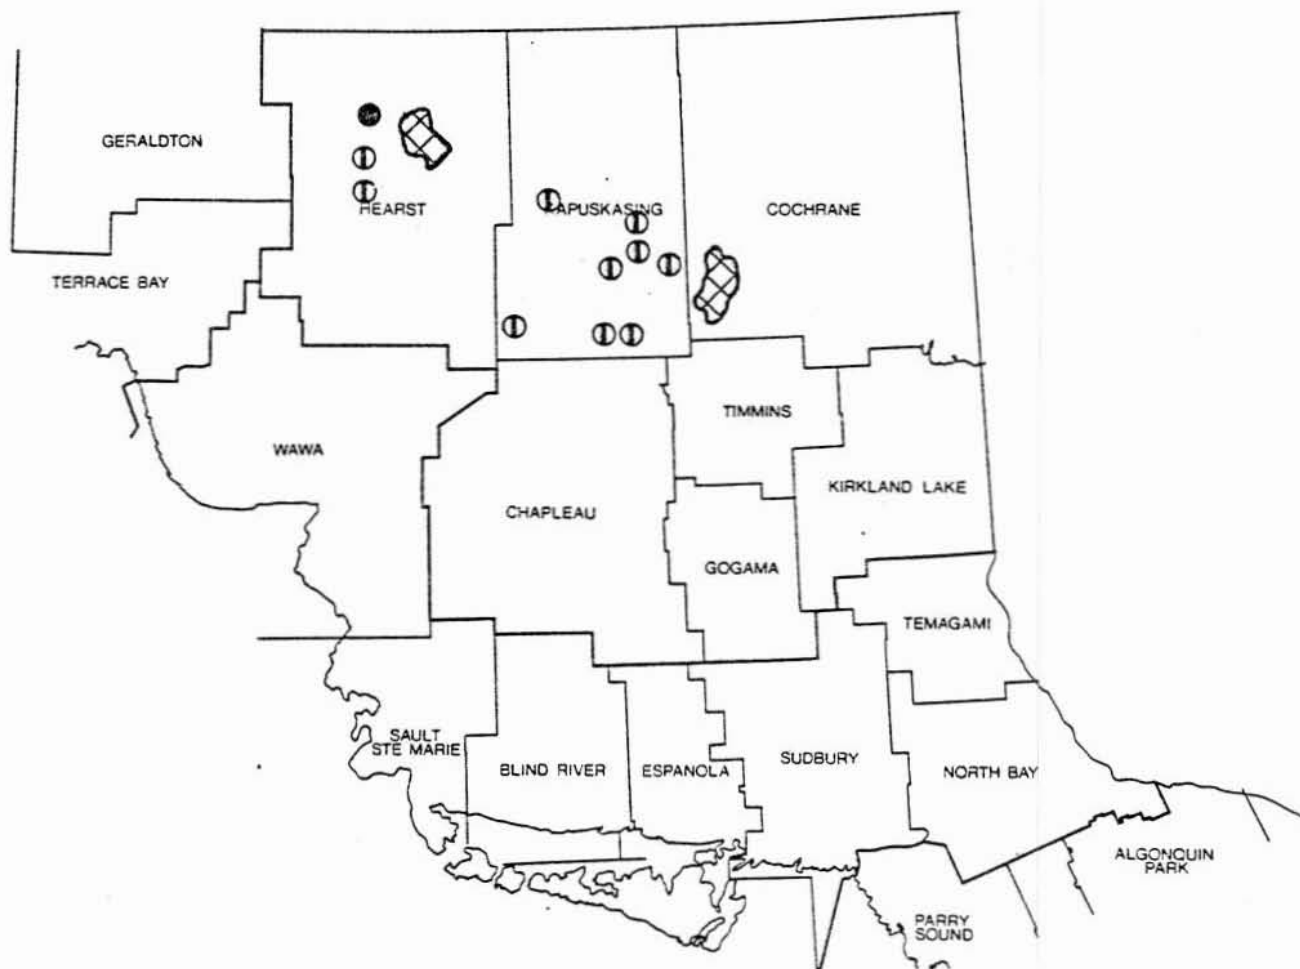 GERALDTON
HEARST
KAPUSKASING
COCHRANE
TERRACE BAY
TIMMINS
WAWA
KIRKLAND LAKE
CHAPLEAU
GOGAMA
TEMAGAMI
SAULT
STE MARIE
BLIND RIVER
ESPANOLA
SUDBURY
NORTH BAY
ALGONQUIN
PARK
PARRY
SOUND